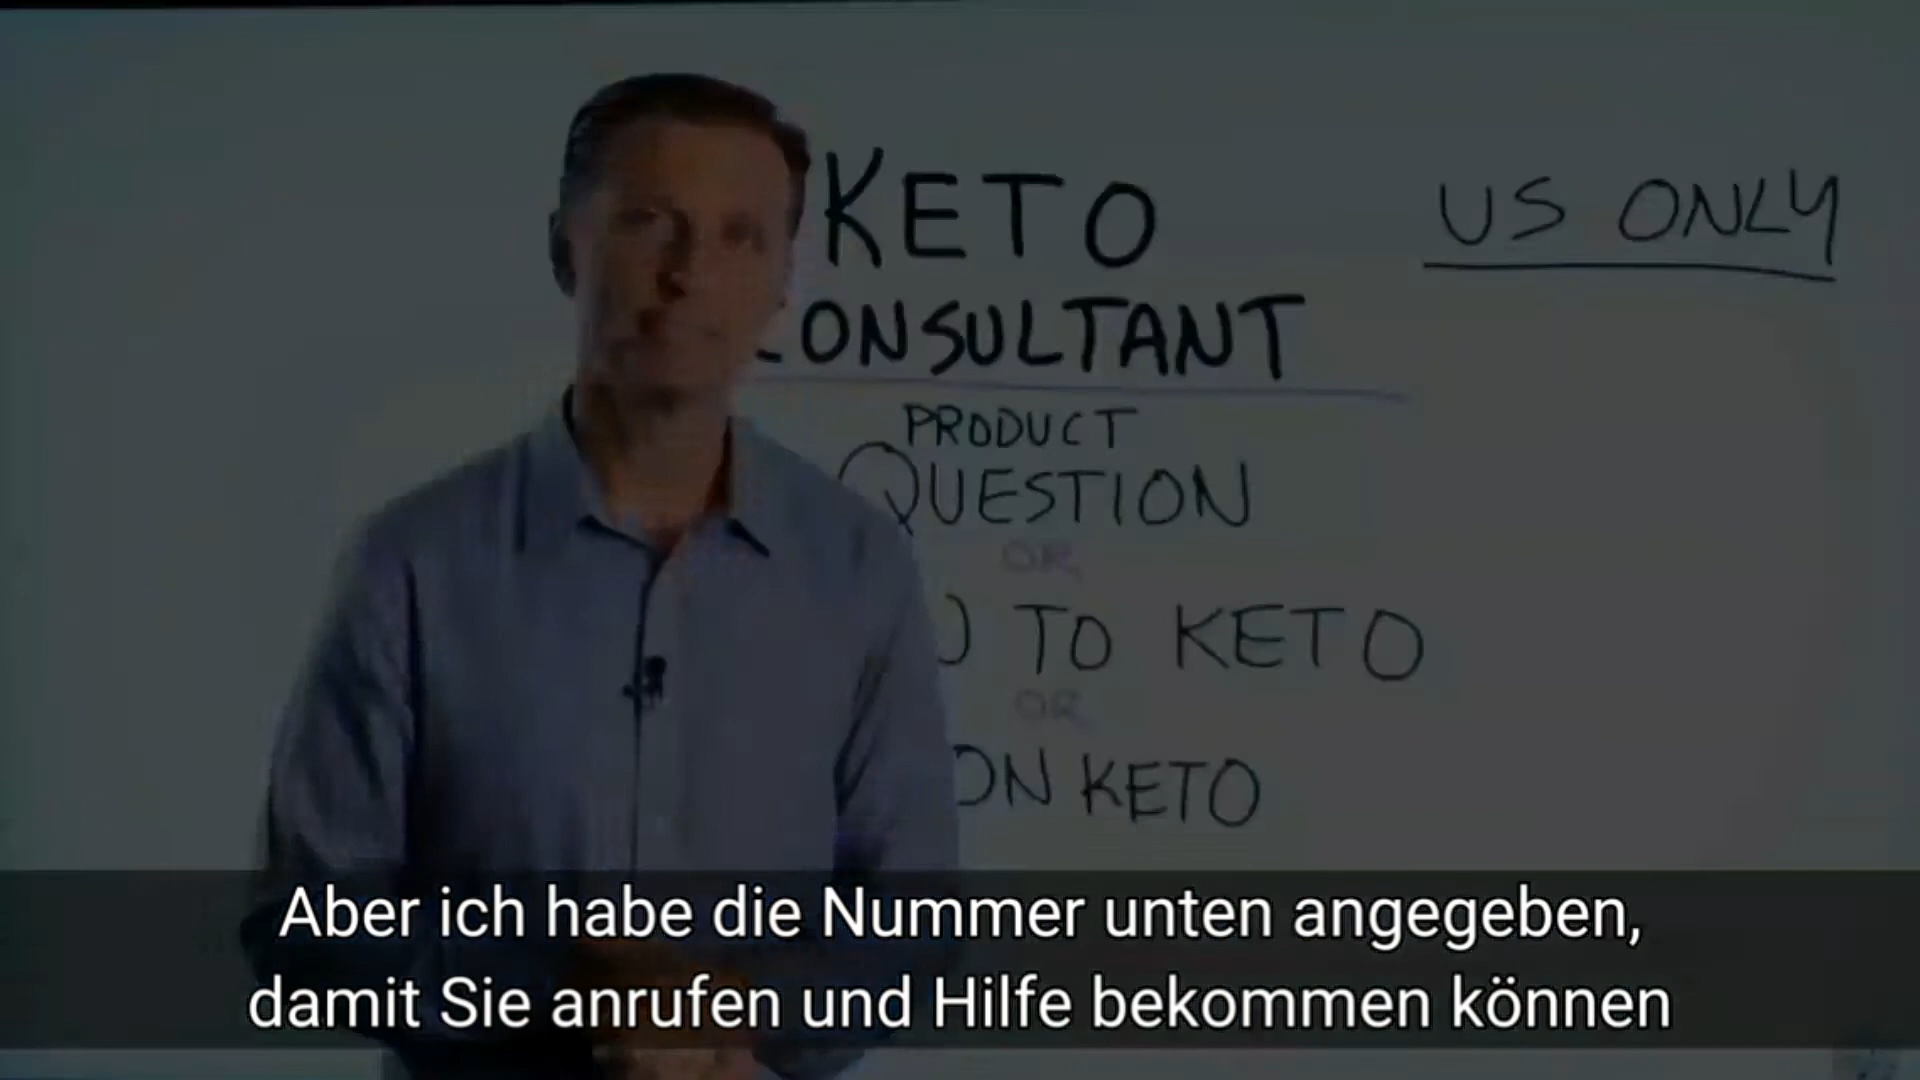 KETO
US ONLY
CONSULTANT
PRODUCT
QUESTION
OR
TO KETO
OR
ON KETO
Aber ich habe die Nummer unten angegeben,
damit Sie anrufen und Hilfe bekommen können